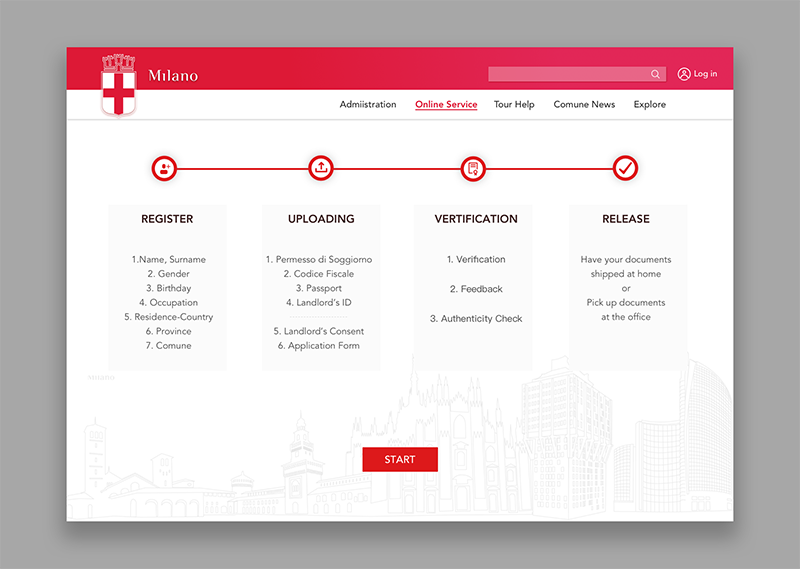 Milano
Log in
Admiistration
Online Service
Tour Help
Comune News
Explore
REGISTER
1.Name, Surname
2. Gender
3. Birthday
4. Occupation
5. Residence-Country
6. Province
7. Comune
UPLOADING
1. Permesso di Soggiorno
2. Codice Fiscale
3. Passport
4. Landlord's ID
5. Landlord's Consent
6. Application Form
VERTIFICATION
1. Verification
2. Feedback
3. Authenticity Check
RELEASE
Have your documents
shipped at home
or
Pick up documents
at the office
Milano
START